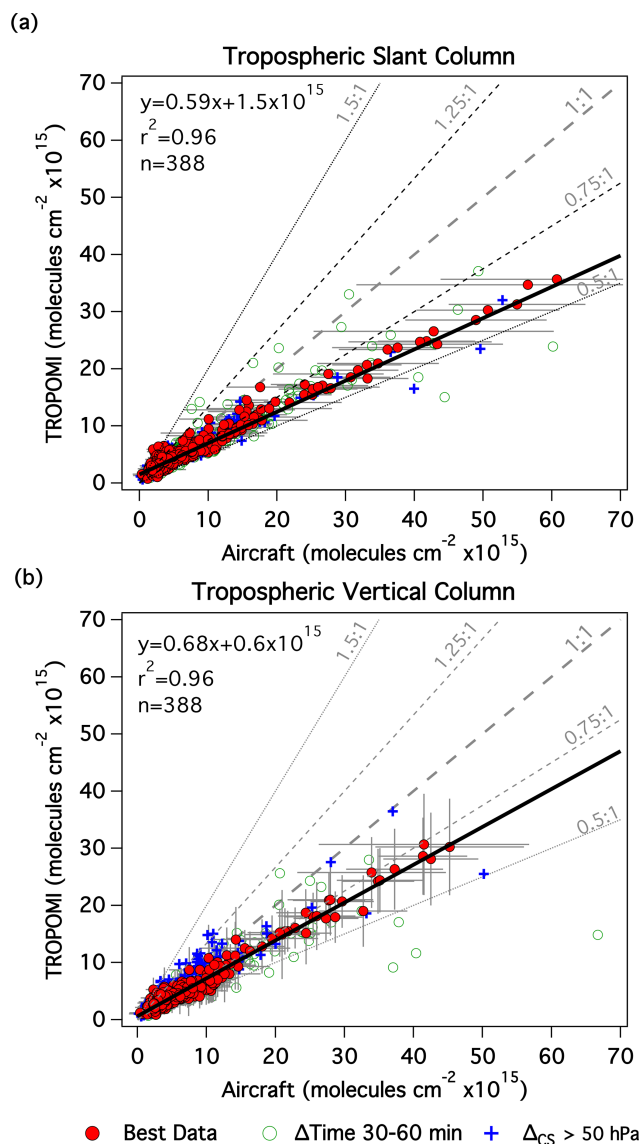 (a)
Tropospheric Slant Column
y=0.59x+1.5x10^15
r^2=0.96
n=388
1.5:1
1.25:1
1:1
0.75:1
0.5:1
70
60
50
40
30
20
10
0
TROPOMI (molecules cm^-2 x10^15)
0 10 20 30 40 50 60 70
Aircraft (molecules cm^-2 x10^15)
(b)
Tropospheric Vertical Column
y=0.68x+0.6x10^15
r^2=0.96
n=388
1.5:1
1.25:1
1:1
0.75:1
0.5:1
70
60
50
40
30
20
10
0
TROPOMI (molecules cm^-2 x10^15)
0 10 20 30 40 50 60 70
Aircraft (molecules cm^-2 x10^15)
Best Data ΔTime 30-60 min Δcs > 50 hPa